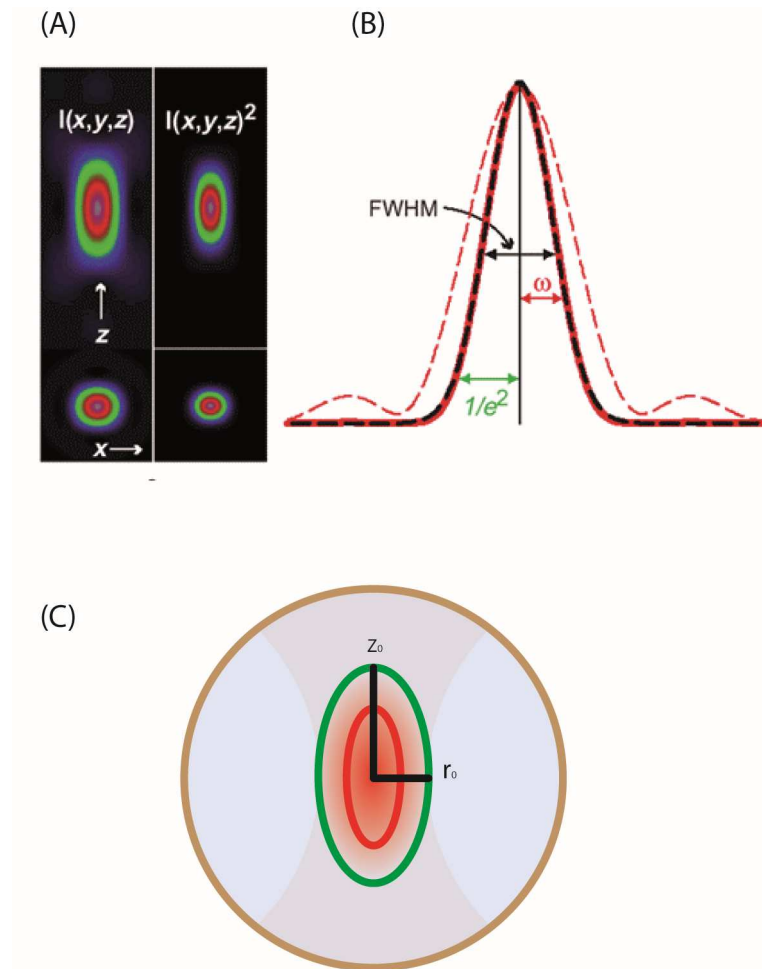 (A)
(B)
I(x,y,z)
I(x,y,z)²
z
x
FWHM
ω
1/e²
(C)
z₀
r₀